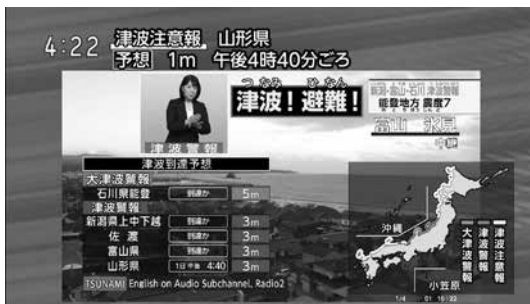 4:22 津波注意報 山形県
予想 1m 午後4時40分ごろ
つなみ ひなん
津波!避難!
新潟・富山・石川 津波警報
能登地方 震度7
富山 氷見
中継
津波警報
津波到達予想
大津波警報
石川県能登 到達か 5m
津波警報
新潟県上中下越 到達か 3m
佐渡 到達か 3m
富山県 到達か 3m
山形県 1日午後 4:40 3m
TSUNAMI English on Audio Subchannel, Radio2
沖縄
小笠原
大津波警報
津波警報
津波注意報